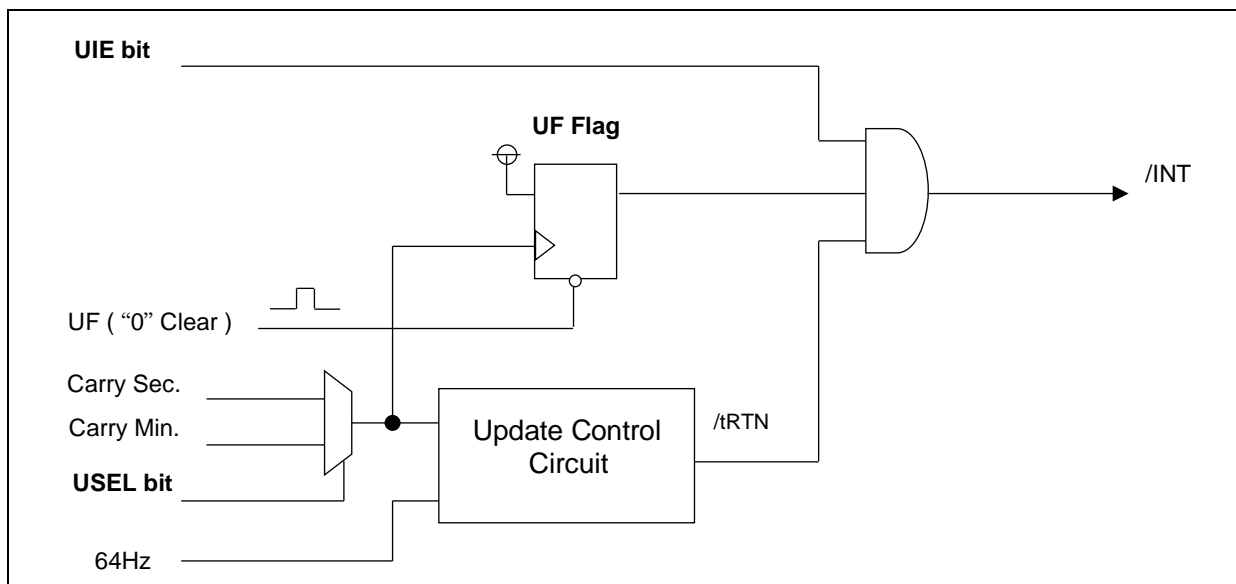 UIE bit
UF Flag
/INT
UF ( “0” Clear )
Carry Sec.
Carry Min.
USEL bit
64Hz
Update Control
Circuit
/tRTN